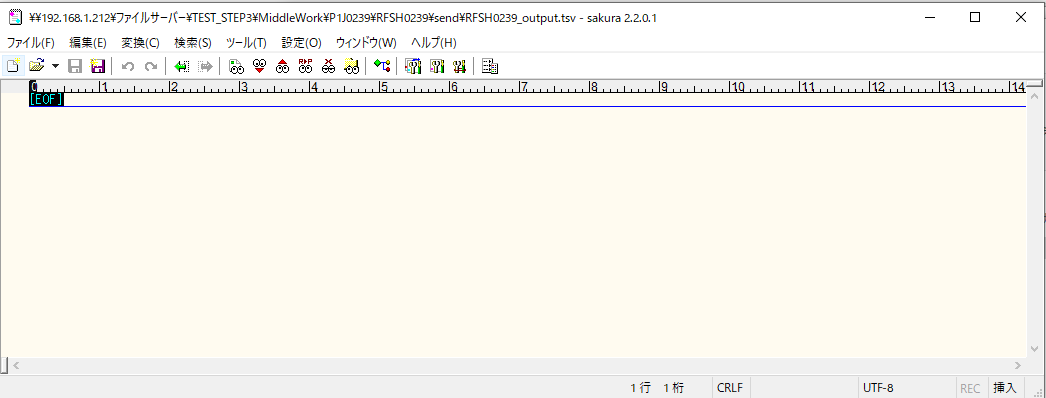 ¥¥192.168.1.212¥ファイルサーバー¥TEST_STEP3¥MiddleWork¥P1J0239¥RFSH0239¥send¥RFSH0239_output.tsv - sakura 2.2.0.1
ファイル(F) 編集(E) 変換(C) 検索(S) ツール(T) 設定(O) ウィンドウ(W) ヘルプ(H)
0 1 2 3 4 5 6 7 8 9 10 11 12 13 14
[EOF]
1 行 1 桁 CRLF UTF-8 REC 挿入